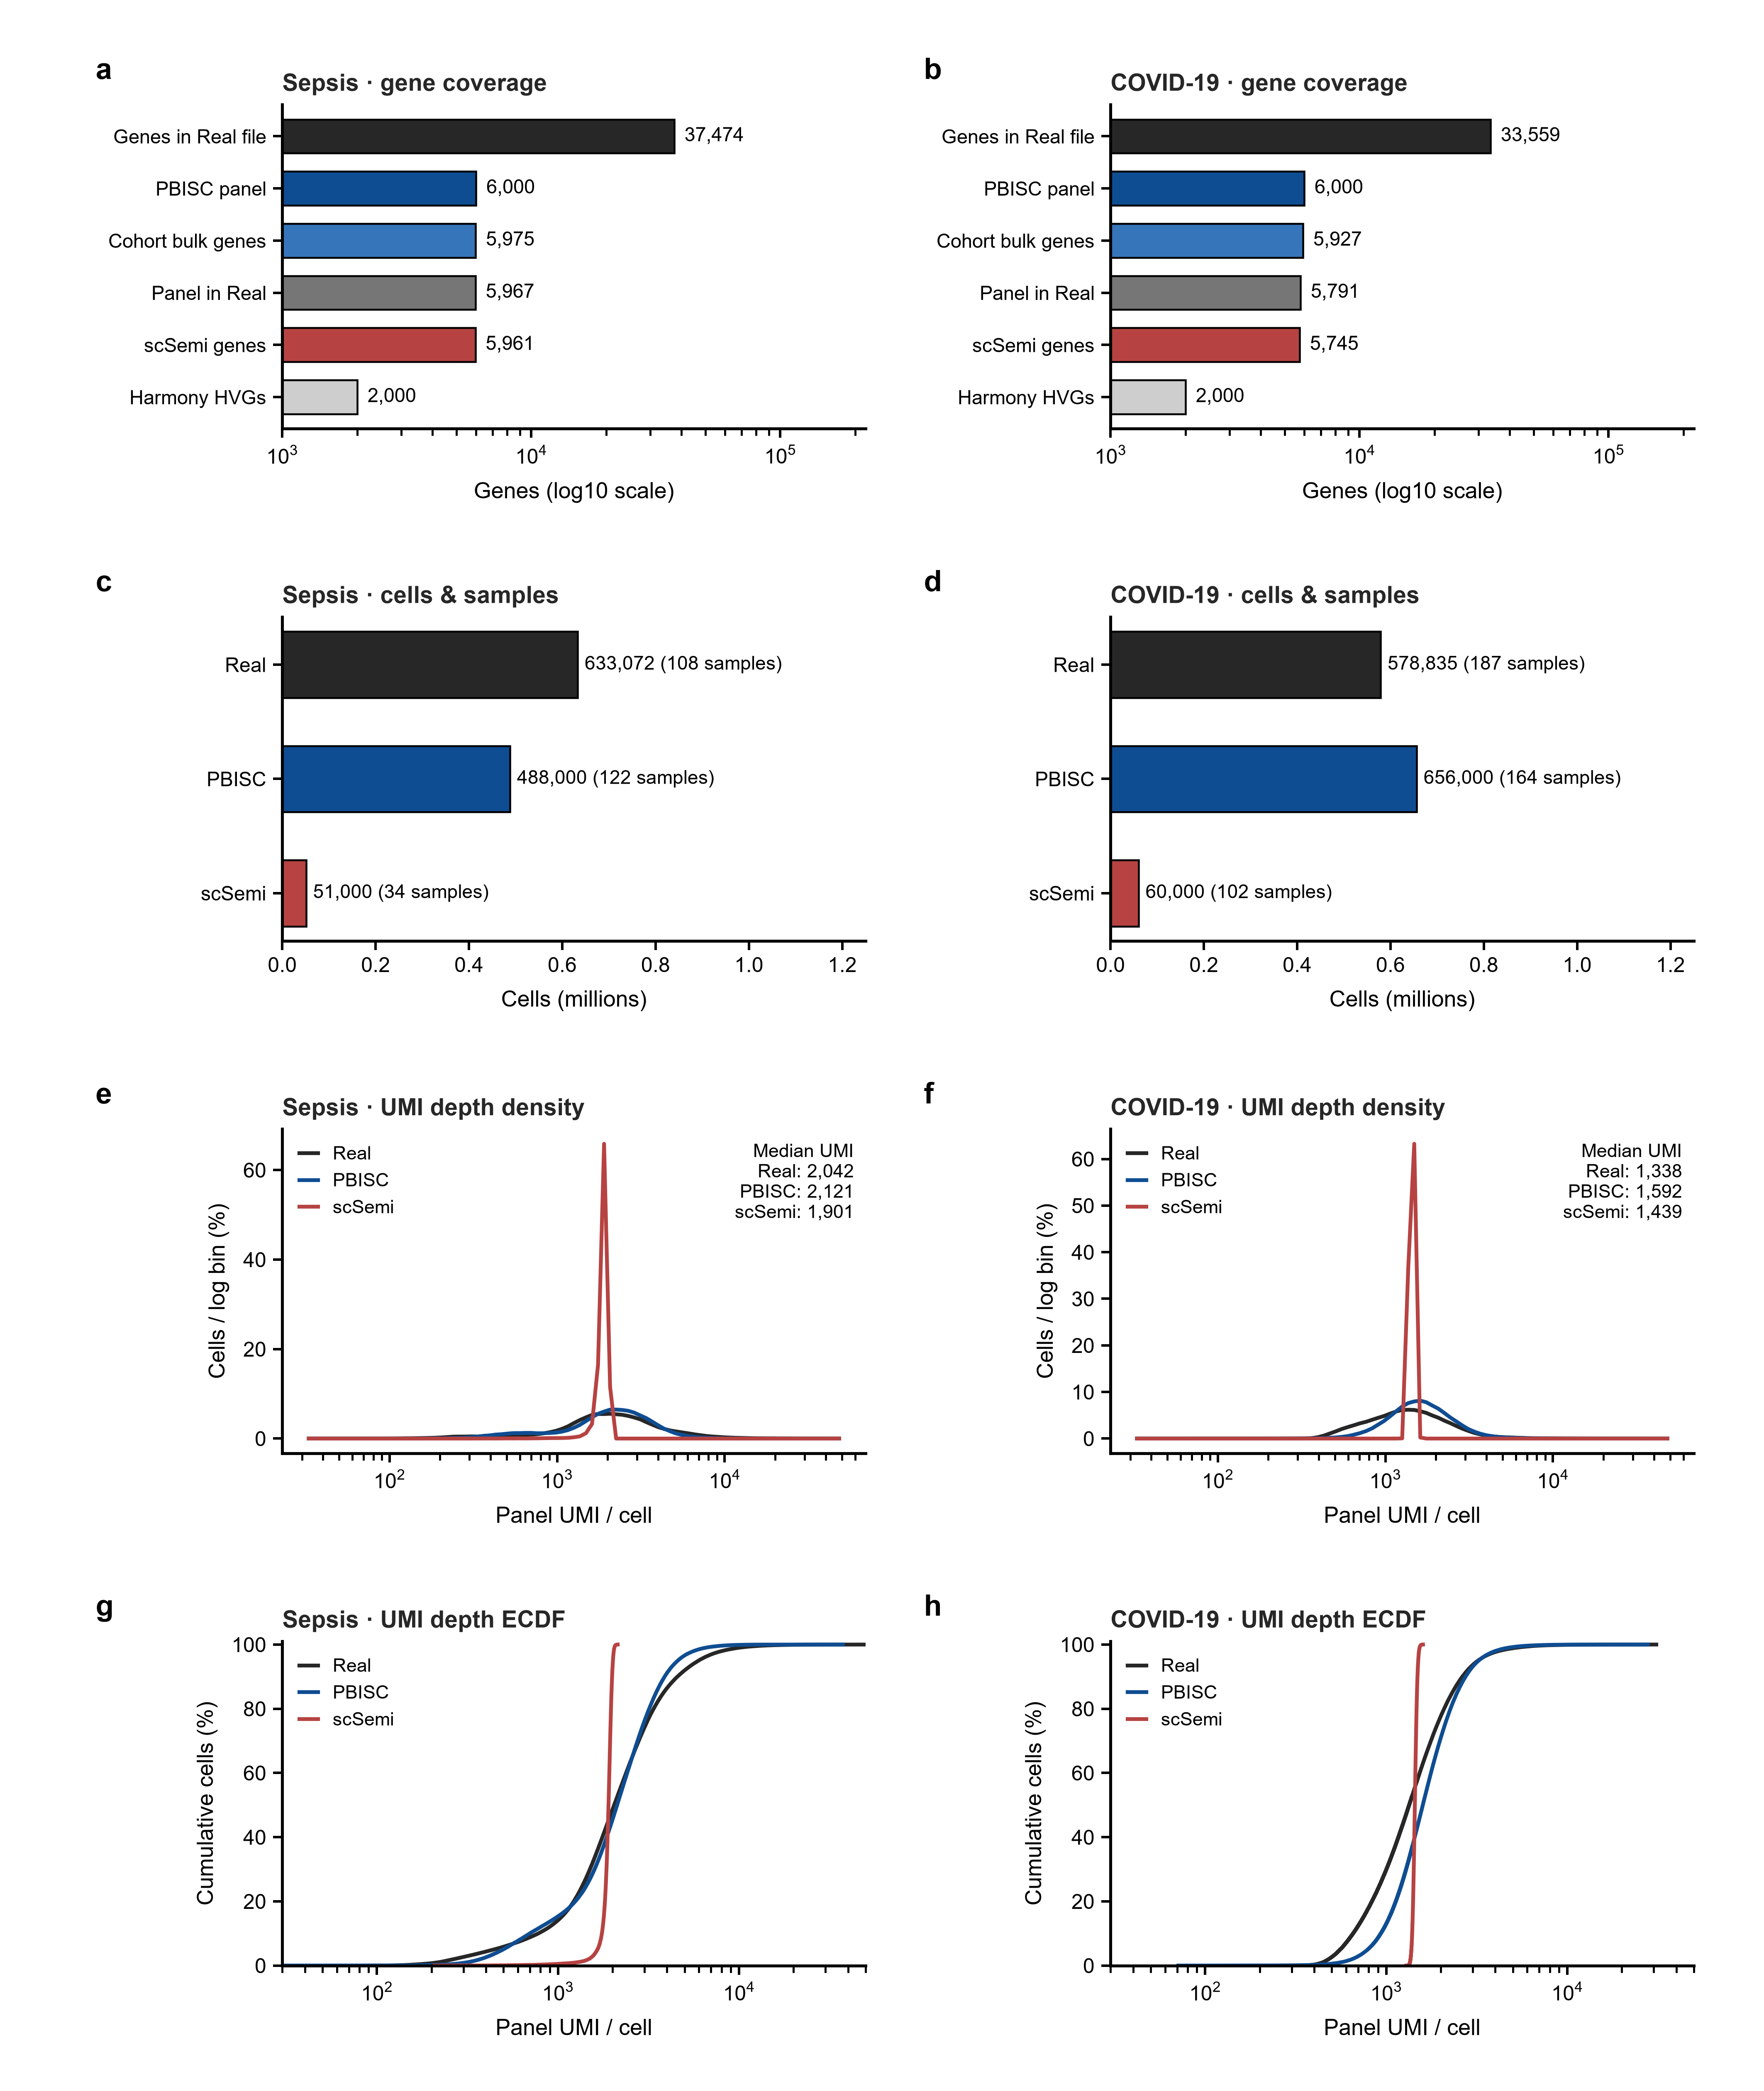 a
Sepsis · gene coverage
Genes in Real file
37,474
PBISC panel
6,000
Cohort bulk genes
5,975
Panel in Real
5,967
scSemi genes
5,961
Harmony HVGs
2,000
10³ 10⁴ 10⁵
Genes (log10 scale)
b
COVID-19 · gene coverage
Genes in Real file
33,559
PBISC panel
6,000
Cohort bulk genes
5,927
Panel in Real
5,791
scSemi genes
5,745
Harmony HVGs
2,000
10³ 10⁴ 10⁵
Genes (log10 scale)
c
Sepsis · cells & samples
Real
633,072 (108 samples)
PBISC
488,000 (122 samples)
scSemi
51,000 (34 samples)
0.0 0.2 0.4 0.6 0.8 1.0 1.2
Cells (millions)
d
COVID-19 · cells & samples
Real
578,835 (187 samples)
PBISC
656,000 (164 samples)
scSemi
60,000 (102 samples)
0.0 0.2 0.4 0.6 0.8 1.0 1.2
Cells (millions)
e
Sepsis · UMI depth density
Real
PBISC
scSemi
Median UMI
Real: 2,042
PBISC: 2,121
scSemi: 1,901
Cells / log bin (%)
60
40
20
0
10² 10³ 10⁴
Panel UMI / cell
f
COVID-19 · UMI depth density
Real
PBISC
scSemi
Median UMI
Real: 1,338
PBISC: 1,592
scSemi: 1,439
Cells / log bin (%)
60
50
40
30
20
10
0
10² 10³ 10⁴
Panel UMI / cell
g
Sepsis · UMI depth ECDF
Real
PBISC
scSemi
Cumulative cells (%)
100
80
60
40
20
0
10² 10³ 10⁴
Panel UMI / cell
h
COVID-19 · UMI depth ECDF
Real
PBISC
scSemi
Cumulative cells (%)
100
80
60
40
20
0
10² 10³ 10⁴
Panel UMI / cell